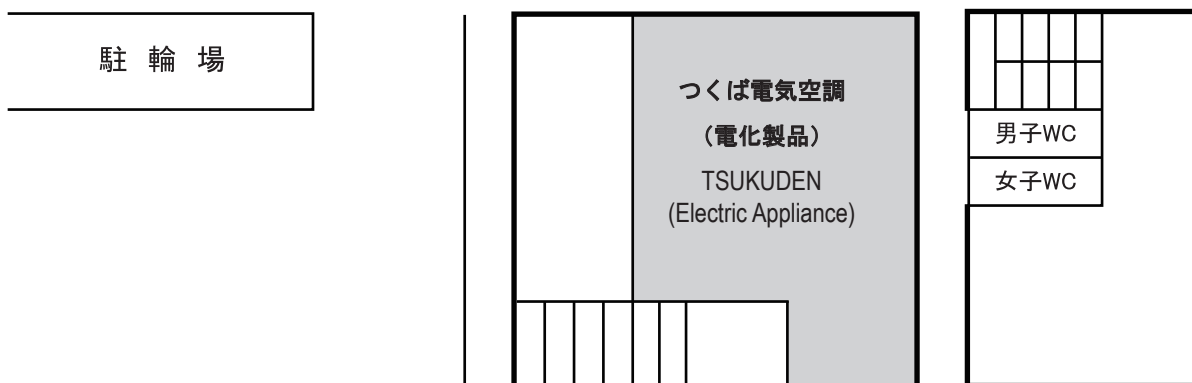 駐輪場
つくば電気空調
（電化製品）
TSUKUDEN
(Electric Appliance)
男子WC
女子WC